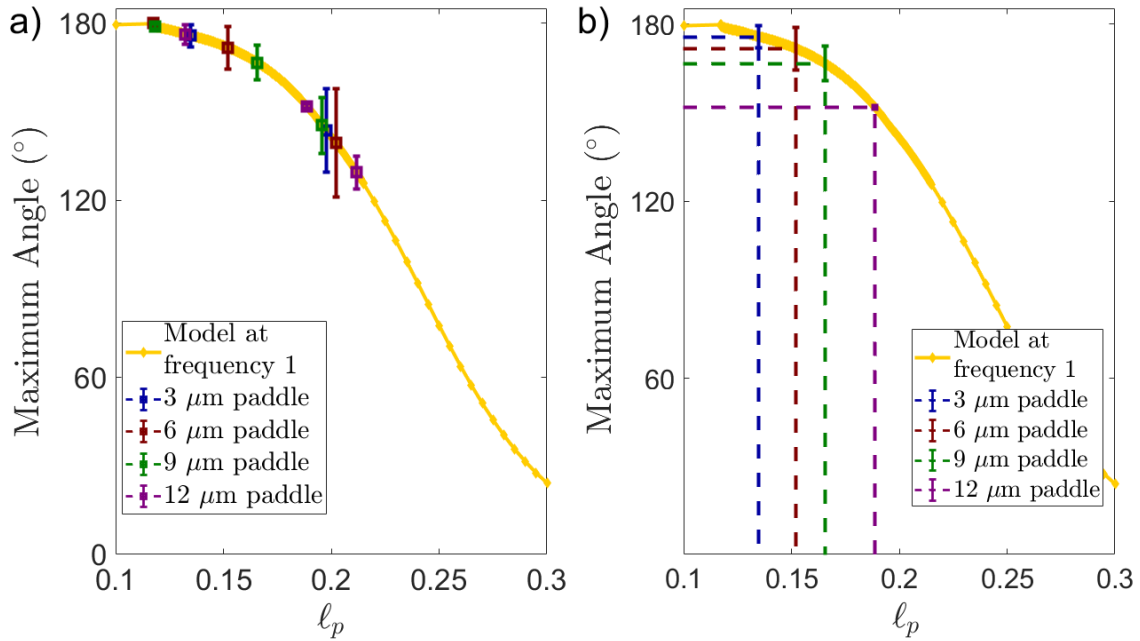 a)
180
120
60
0
Maximum Angle (°)
Model at
frequency 1
3 μm paddle
6 μm paddle
9 μm paddle
12 μm paddle
0.1 0.15 0.2 0.25 0.3
ℓp
b)
180
120
60
Maximum Angle (°)
Model at
frequency 1
3 μm paddle
6 μm paddle
9 μm paddle
12 μm paddle
0.1 0.15 0.2 0.25 0.3
ℓp